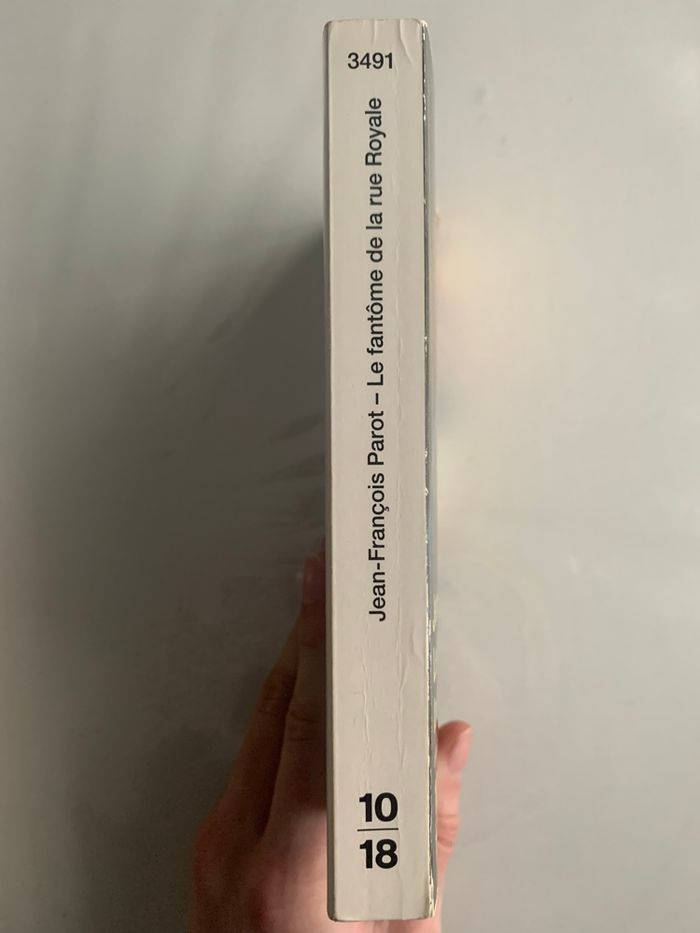 3491
Jean-François Parot – Le fantôme de la rue Royale
10
18